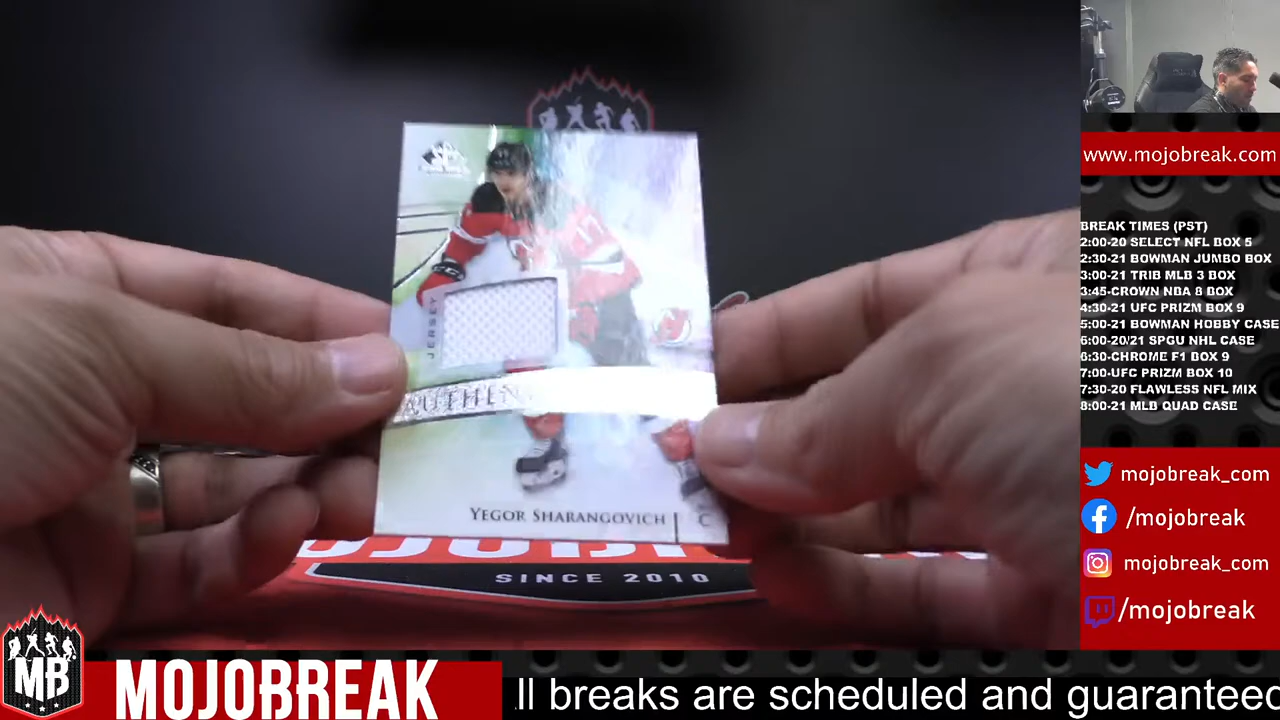 JERSEY
AUTHEN
YEGOR SHARANGOVICH
C
SINCE 2010
www.mojobreak.com
BREAK TIMES (PST)
2:00-20 SELECT NFL BOX 5
2:30-21 BOWMAN JUMBO BOX
3:00-21 TRIB MLB 3 BOX
3:45-CROWN NBA 8 BOX
4:30-21 UFC PRIZM BOX 9
5:00-21 BOWMAN HOBBY CASE
6:00-20/21 SPGU NHL CASE
6:30-CHROME F1 BOX 9
7:00-UFC PRIZM BOX 10
7:30-20 FLAWLESS NFL MIX
8:00-21 MLB QUAD CASE
mojobreak_com
/mojobreak
mojobreak_com
/mojobreak
MB
MOJOBREAK
ll breaks are scheduled and guaranteed